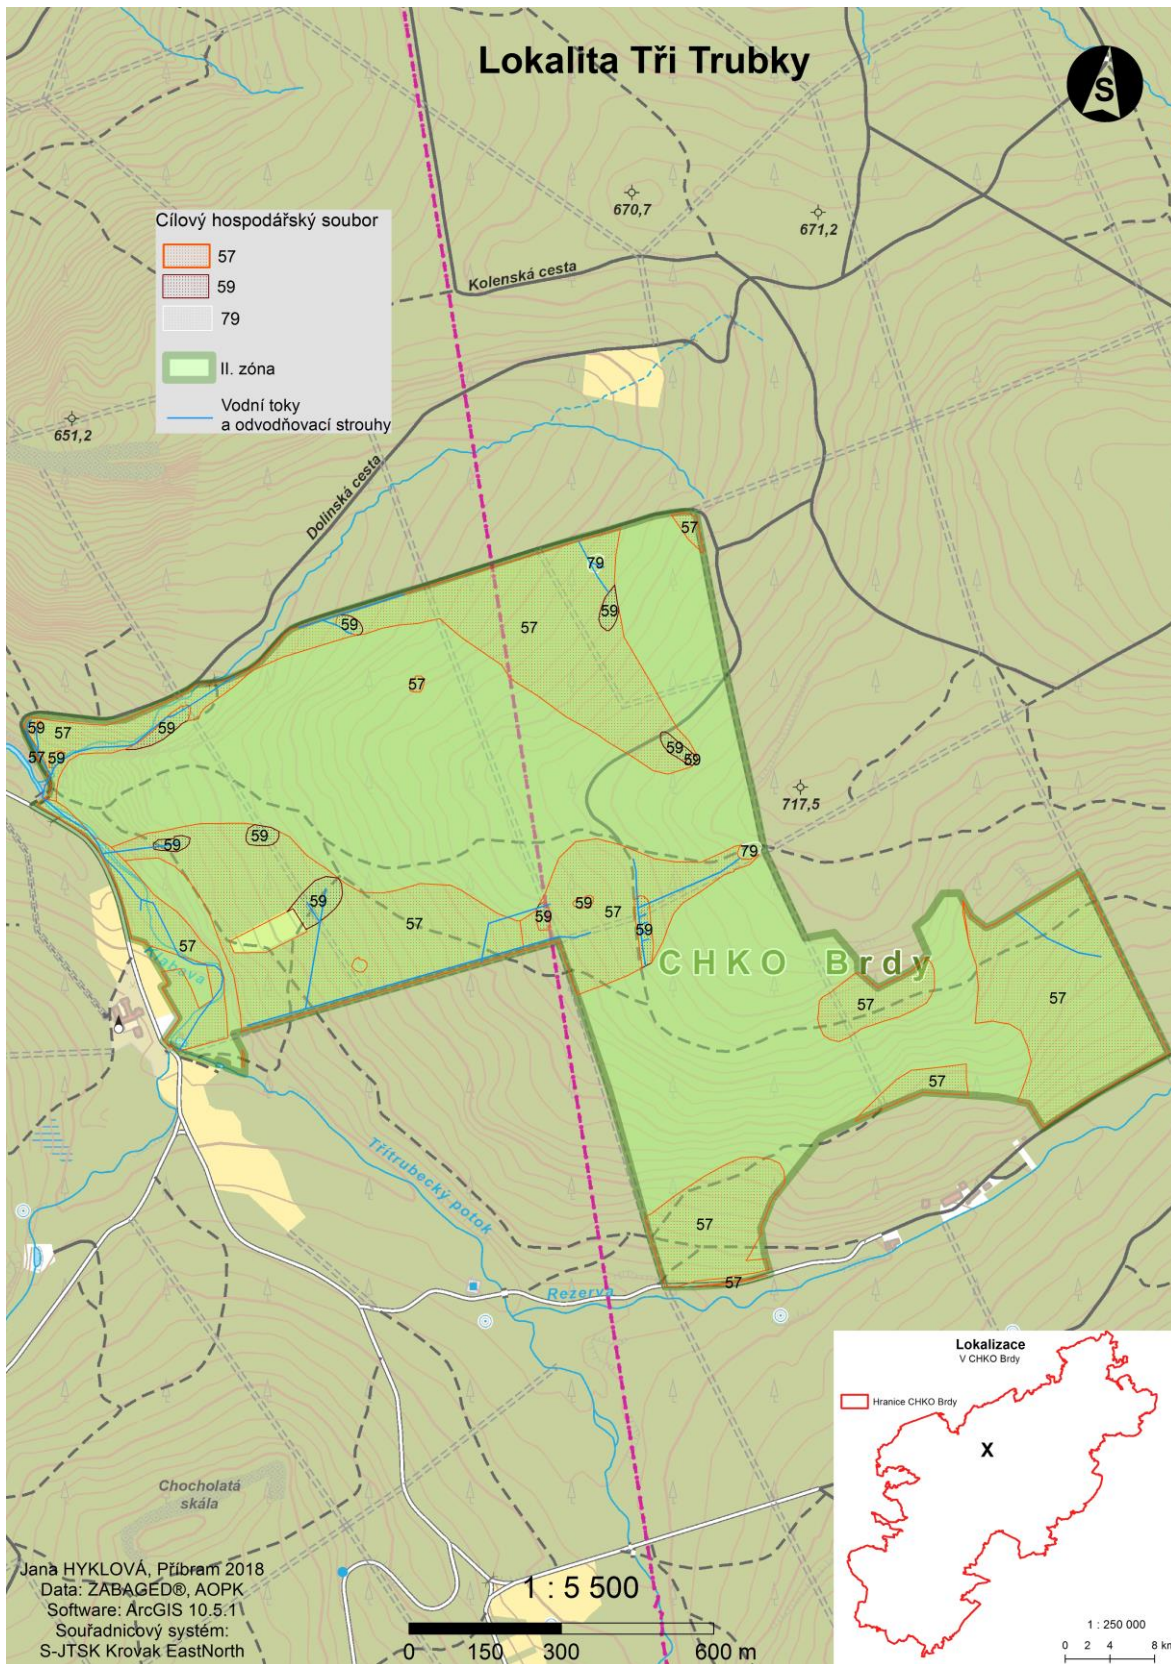 Lokalita Tři Trubky
S
670,7
671,2
Cílový hospodářský soubor
57
59
79
II. zóna
Vodní toky
a odvodňovací strouhy
Kolenská cesta
651,2
Dolinská cesta
57
79
59
59
57
57
59
59
57
57
59
59
59
717,5
59
59
79
59
57
59
59
57
57
59
57
Klabava
CHKO Brdy
57
57
57
Třítrubecký potok
57
57
Rezerva
Chocholatá
skála
Jana HYKLOVÁ, Příbram 2018
Data: ZABAGED®, AOPK
Software: ArcGIS 10.5.1
Souřadnicový systém:
S-JTSK Krovak EastNorth
1 : 5 500
0 150 300 600 m
Lokalizace
V CHKO Brdy
Hranice CHKO Brdy
X
1 : 250 000
0 2 4 8 km